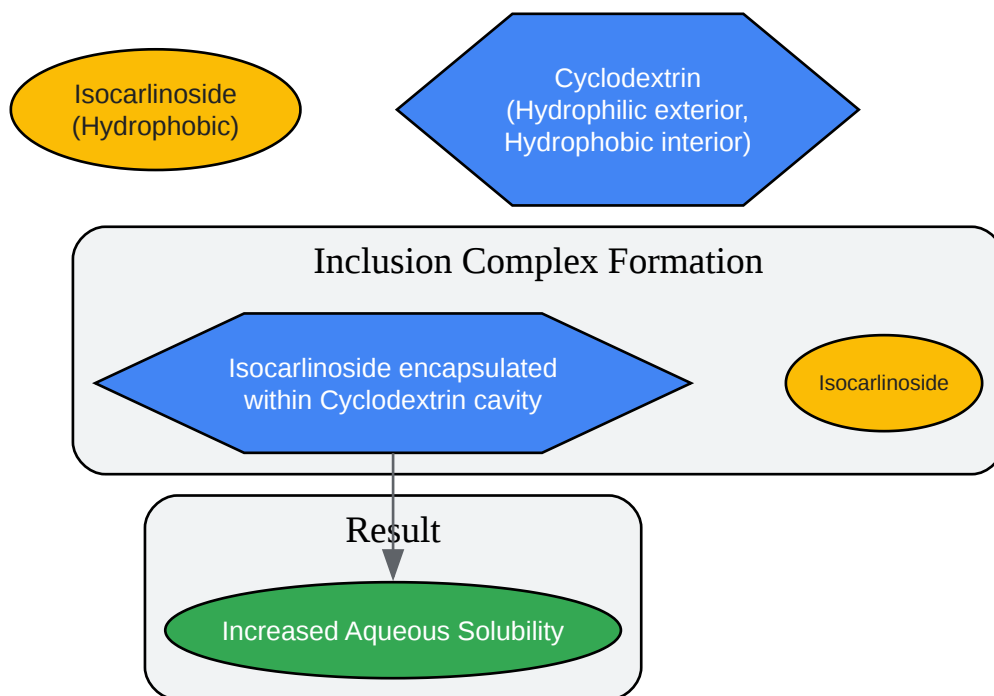 Isocarlinoside
(Hydrophobic)
Cyclodextrin
(Hydrophilic exterior,
Hydrophobic interior)
Inclusion Complex Formation
Isocarlinoside encapsulated
within Cyclodextrin cavity
Isocarlinoside
Result
Increased Aqueous Solubility